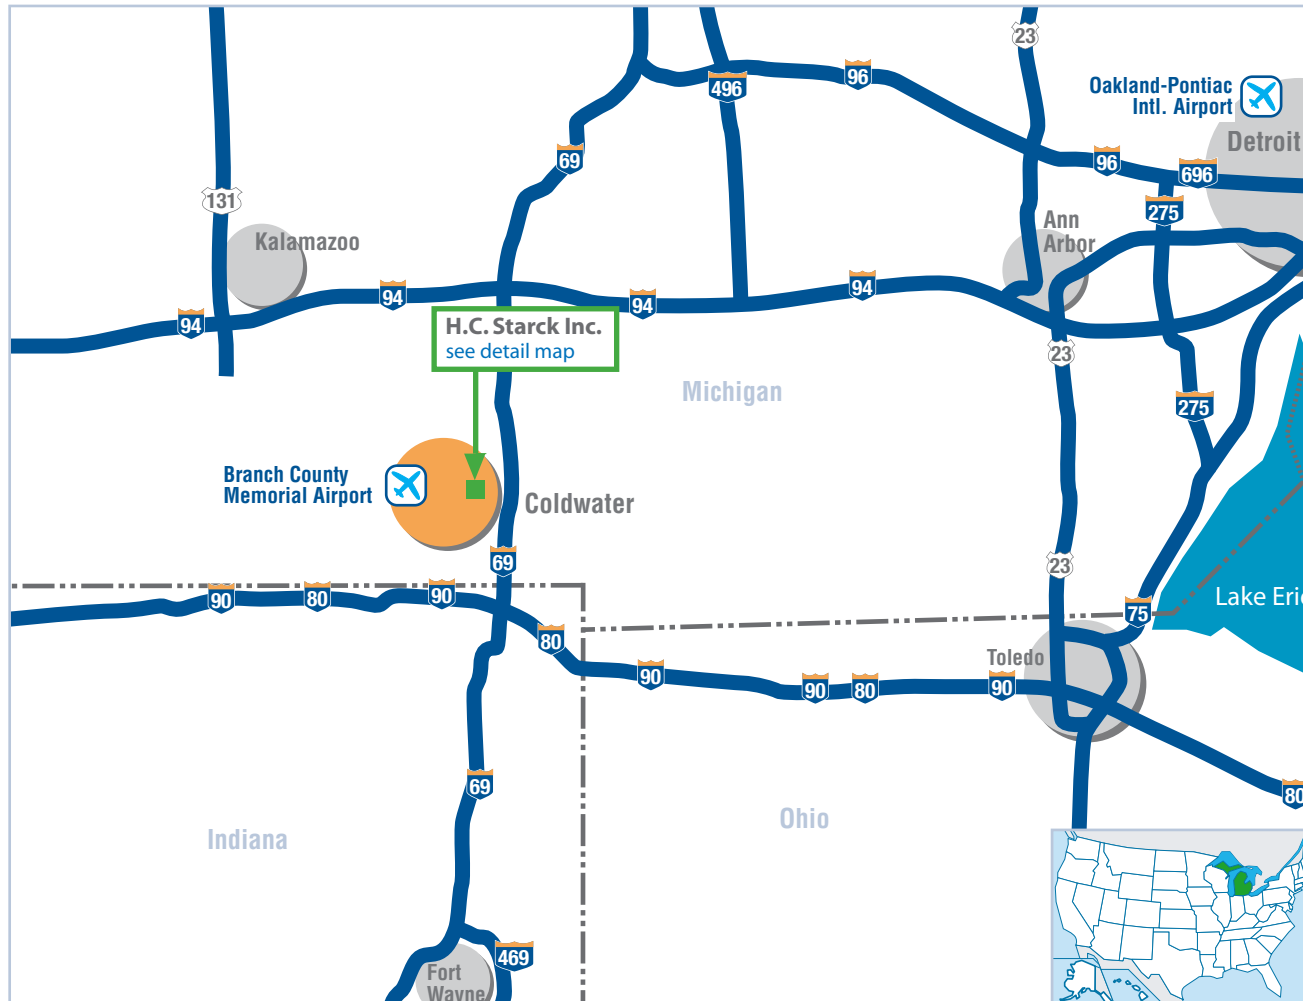 23
96
496
Oakland-Pontiac
Intl. Airport
Detroit
69
96
696
131
275
Ann
Arbor
Kalamazoo
94
94
94
94
H.C. Starck Inc.
see detail map
23
Michigan
275
Branch County
Memorial Airport
Coldwater
69
23
90
80
90
Lake Erie
75
80
Toledo
90
90
80
90
69
80
Ohio
Indiana
469
Fort
Wayne